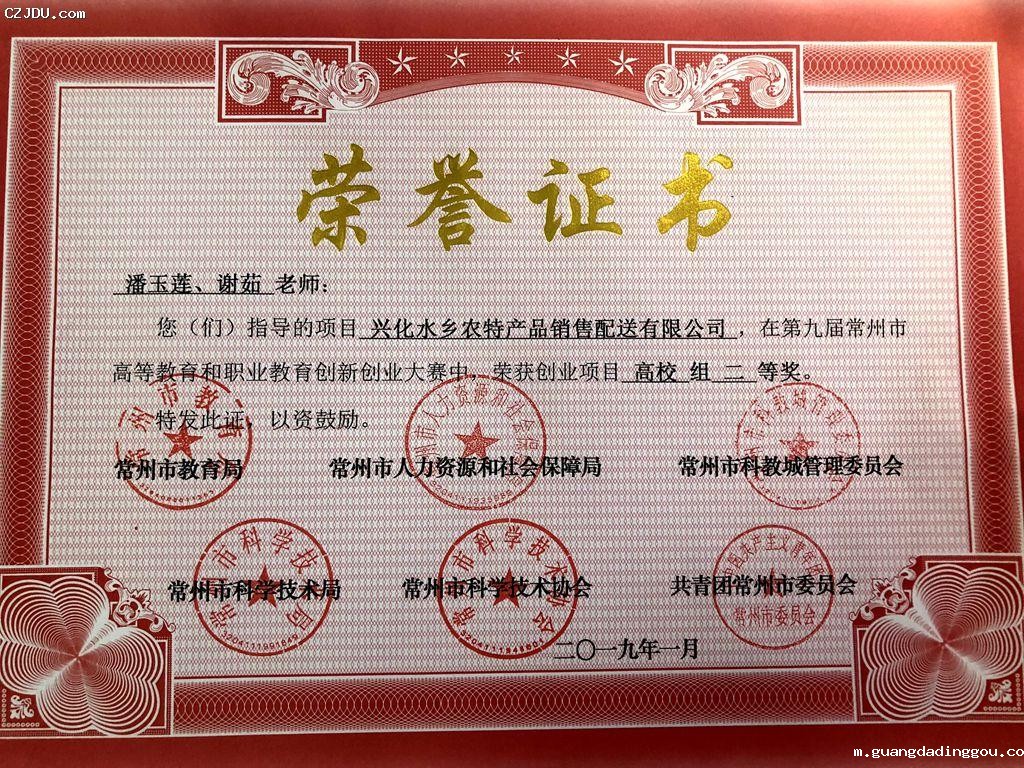 CZJDU.com
荣誉证书
潘玉莲、谢茹 老师：
您（们）指导的项目 兴化水乡农特产品销售配送有限公司 ，在第九届常州市
高等教育和职业教育创新创业大赛中，荣获创业项目 高校 组 二 等奖。
特发此证，以资鼓励。
常州市教育局 常州市人力资源和社会保障局 常州市科教城管理委员会
常州市科学技术局 常州市科学技术协会 共青团常州市委员会
常州市委员会
二〇一九年一月
m.guangdadinggou.co